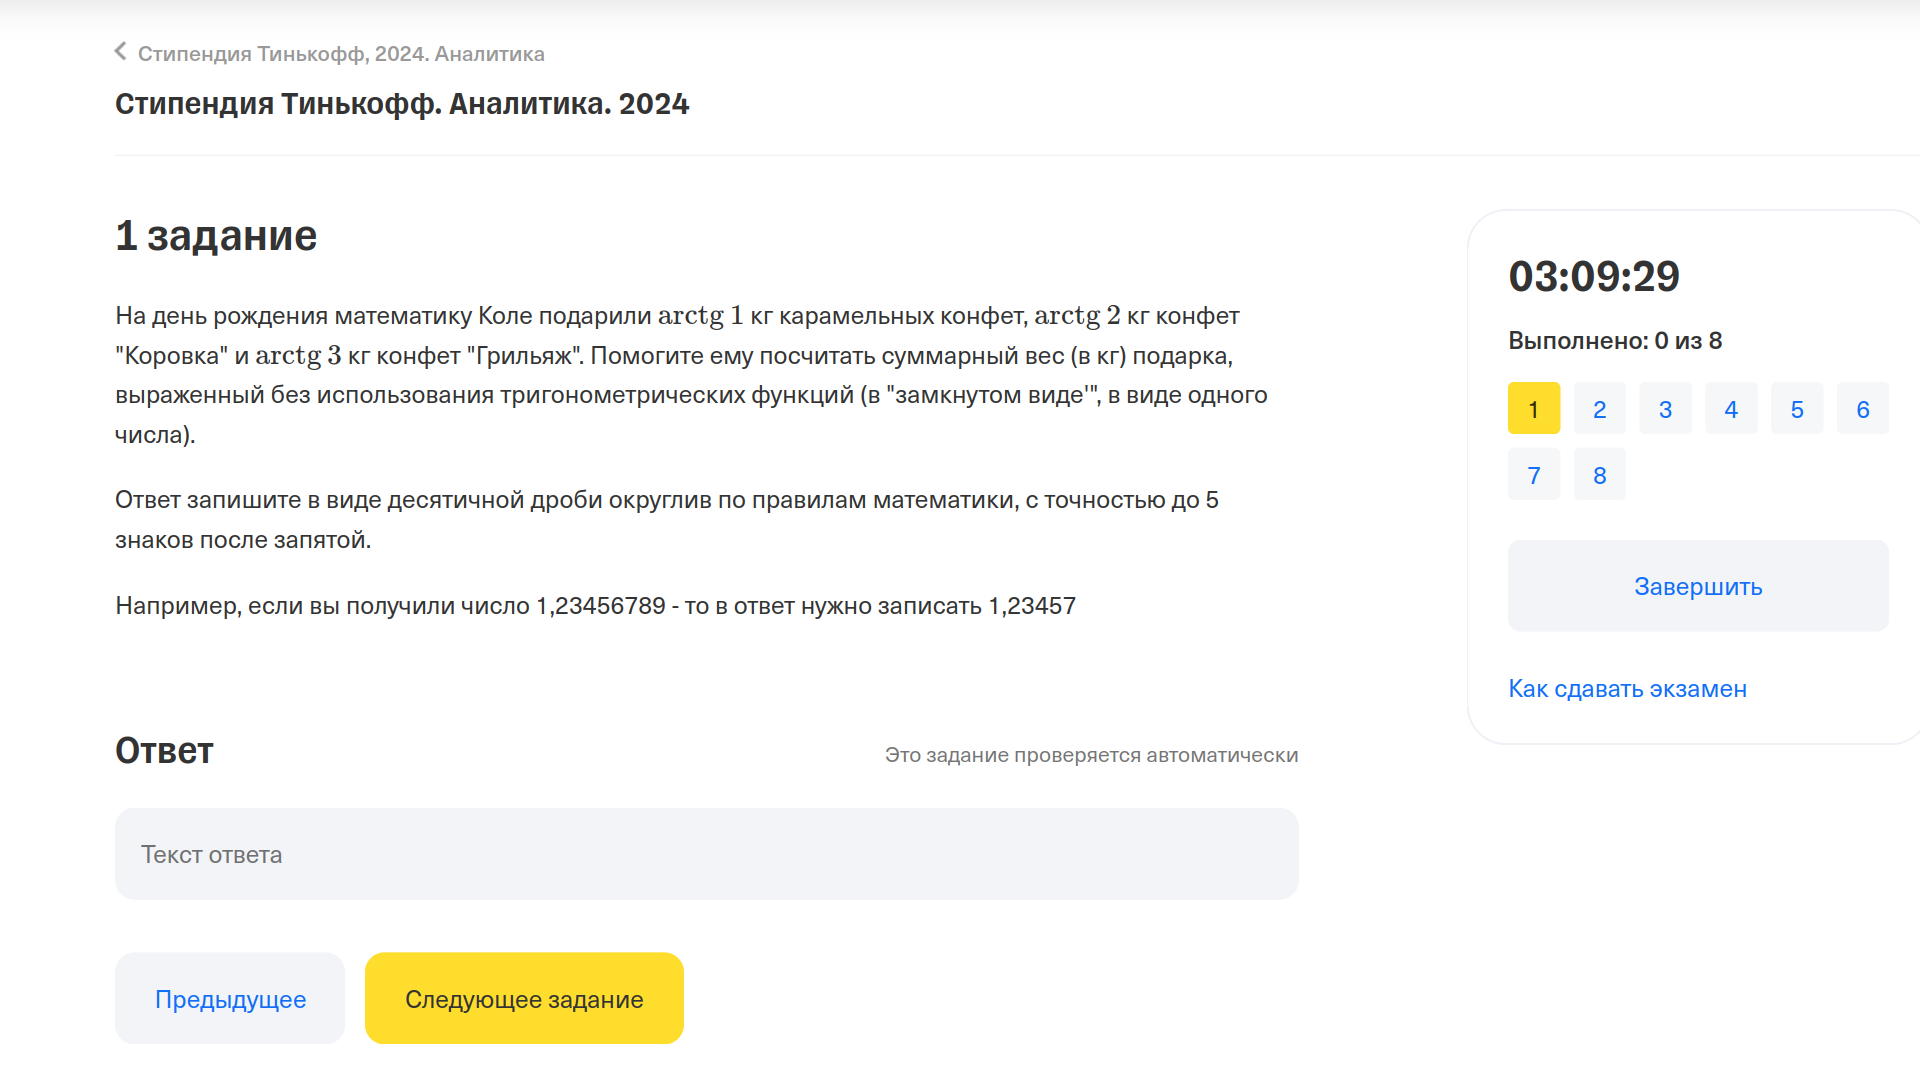 Стипендия Тинькофф, 2024. Аналитика
Стипендия Тинькофф. Аналитика. 2024
1 задание
На день рождения математику Коле подарили arctg 1 кг карамельных конфет, arctg 2 кг конфет
"Коровка" и arctg 3 кг конфет "Грильяж". Помогите ему посчитать суммарный вес (в кг) подарка,
выраженный без использования тригонометрических функций (в "замкнутом виде'", в виде одного
числа).
Ответ запишите в виде десятичной дроби округлив по правилам математики, с точностью до 5
знаков после запятой.
Например, если вы получили число 1,23456789 - то в ответ нужно записать 1,23457
Ответ
Это задание проверяется автоматически
Текст ответа
Предыдущее
Следующее задание
03:09:29
Выполнено: 0 из 8
1 2 3 4 5 6
7 8
Завершить
Как сдавать экзамен